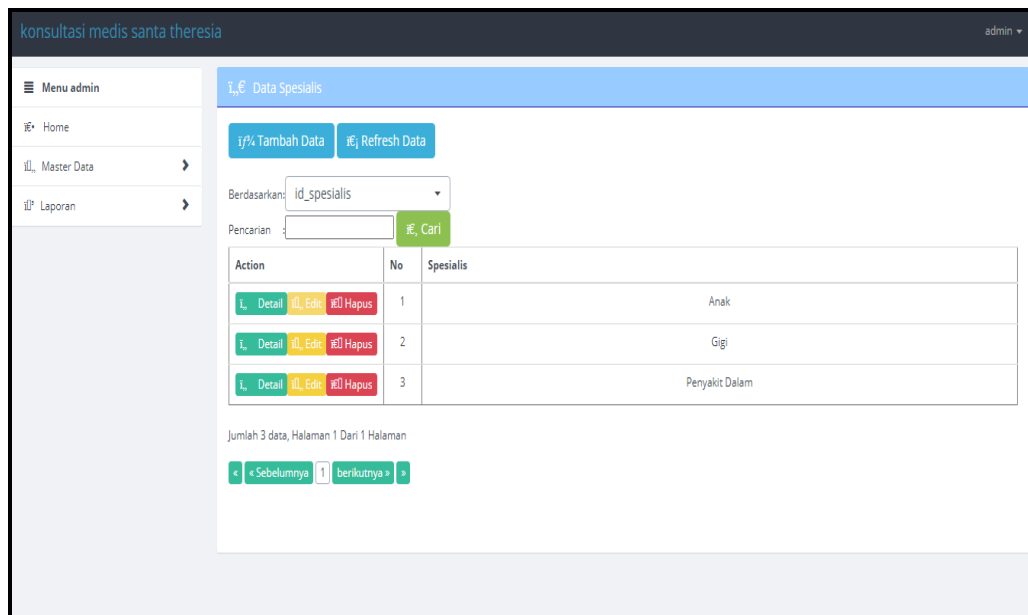 konsultasi medis santa theresia
admin
Menu admin
Home
Master Data
Laporan
Data Spesialis
Tambah Data
Refresh Data
Berdasarkan: id_spesialis
Pencarian :
Cari
Action No Spesialis
Detail Edit Hapus 1 Anak
Detail Edit Hapus 2 Gigi
Detail Edit Hapus 3 Penyakit Dalam
Jumlah 3 data, Halaman 1 Dari 1 Halaman
« « Sebelumnya 1 berikutnya » »